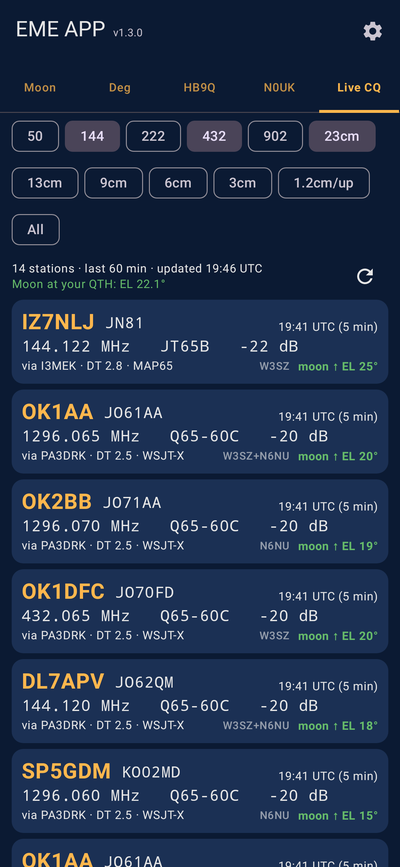 EME APP v1.3.0
Moon Deg HB9Q N0UK Live CQ
50 144 222 432 902 23cm
13cm 9cm 6cm 3cm 1.2cm/up
All
14 stations · last 60 min · updated 19:46 UTC
Moon at your QTH: EL 22.1°
IZ7NLJ JN81 19:41 UTC (5 min)
144.122 MHz JT65B -22 dB
via I3MEK · DT 2.8 · MAP65 W3SZ moon ↑ EL 25°
OK1AA JO61AA 19:41 UTC (5 min)
1296.065 MHz Q65-60C -20 dB
via PA3DRK · DT 2.5 · WSJT-X W3SZ+N6NU moon ↑ EL 20°
OK2BB JO71AA 19:41 UTC (5 min)
1296.070 MHz Q65-60C -20 dB
via PA3DRK · DT 2.5 · WSJT-X N6NU moon ↑ EL 19°
OK1DFC JO70FD 19:41 UTC (5 min)
432.065 MHz Q65-60C -20 dB
via PA3DRK · DT 2.5 · WSJT-X W3SZ moon ↑ EL 20°
DL7APV JO62QM 19:41 UTC (5 min)
144.120 MHz Q65-60C -20 dB
via PA3DRK · DT 2.5 · WSJT-X W3SZ+N6NU moon ↑ EL 18°
SP5GDM KO02MD 19:41 UTC (5 min)
1296.060 MHz Q65-60C -20 dB
via PA3DRK · DT 2.5 · WSJT-X N6NU moon ↑ EL 15°
OK1AA JO61AA 19:41 UTC (5 min)